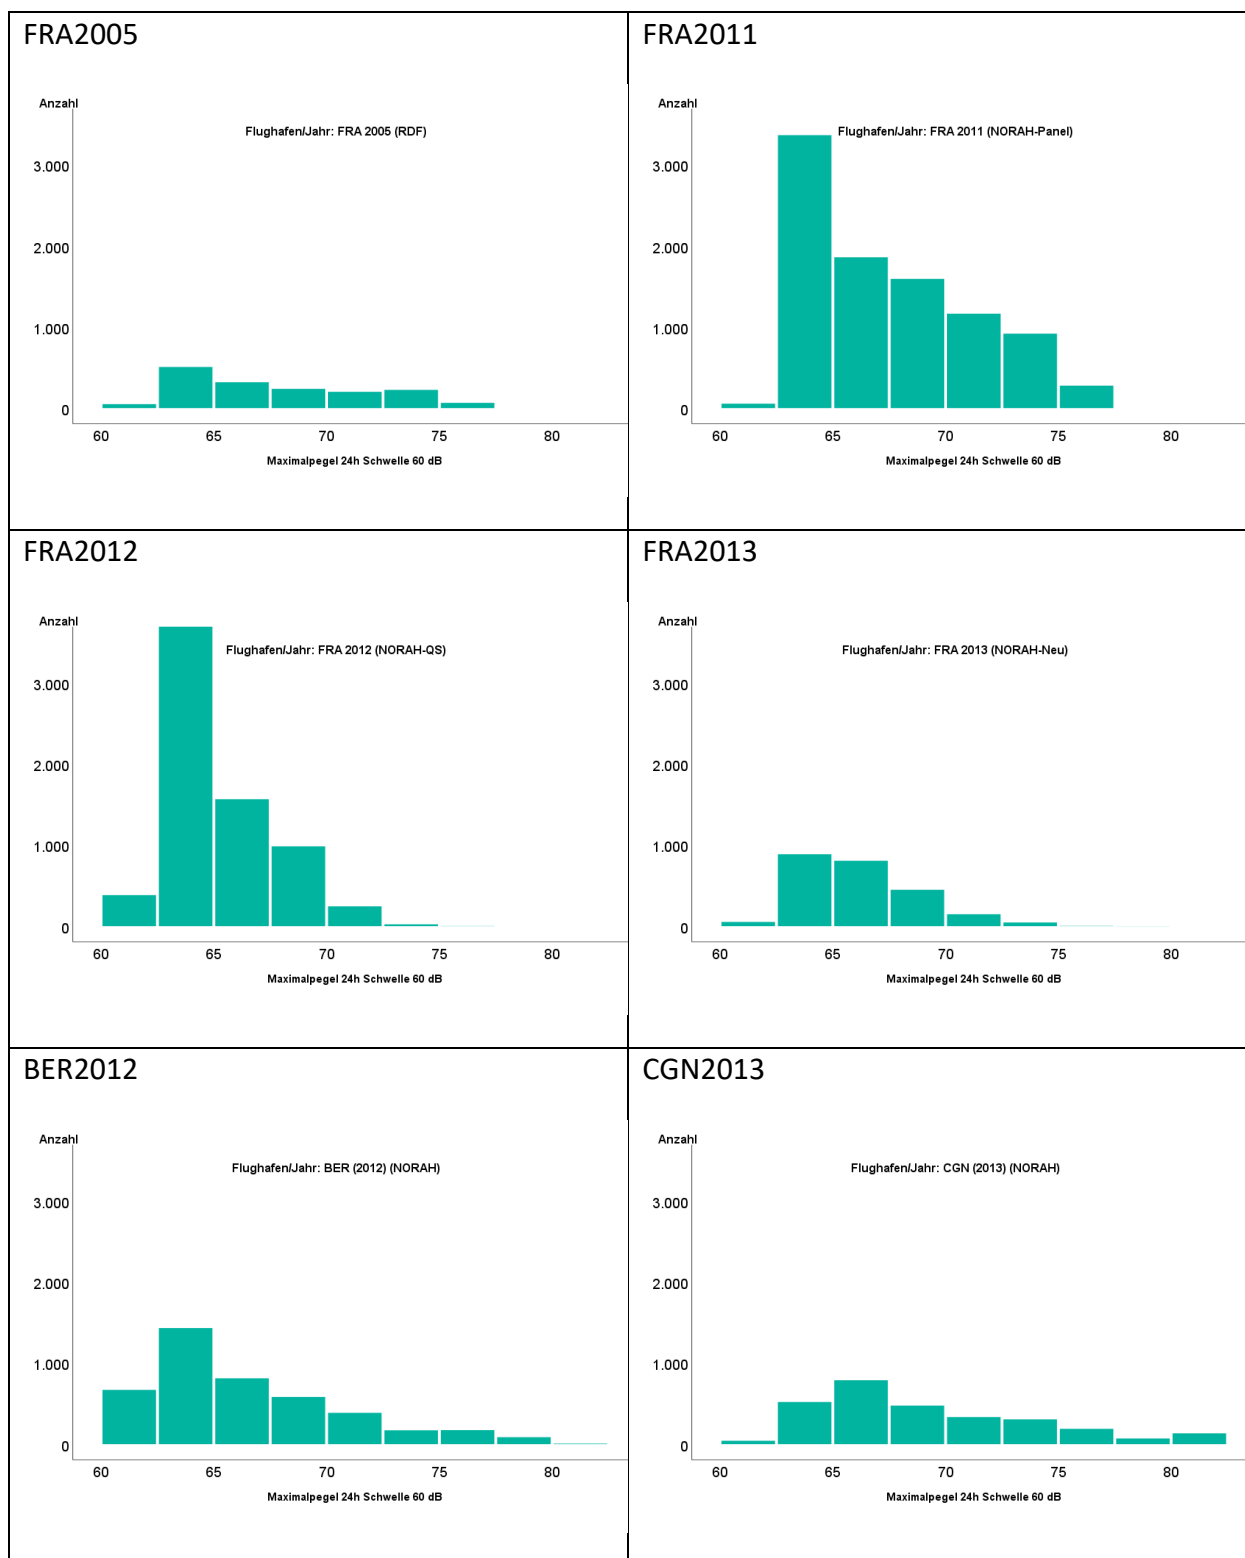 FRA2005
Anzahl
Flughafen/Jahr: FRA 2005 (RDF)
3.000
2.000
1.000
0
60 65 70 75 80
Maximalpegel 24h Schwelle 60 dB
FRA2011
Anzahl
Flughafen/Jahr: FRA 2011 (NORAH-Panel)
3.000
2.000
1.000
0
60 65 70 75 80
Maximalpegel 24h Schwelle 60 dB
FRA2012
Anzahl
Flughafen/Jahr: FRA 2012 (NORAH-QS)
3.000
2.000
1.000
0
60 65 70 75 80
Maximalpegel 24h Schwelle 60 dB
FRA2013
Anzahl
Flughafen/Jahr: FRA 2013 (NORAH-Neu)
3.000
2.000
1.000
0
60 65 70 75 80
Maximalpegel 24h Schwelle 60 dB
BER2012
Anzahl
Flughafen/Jahr: BER (2012) (NORAH)
3.000
2.000
1.000
0
60 65 70 75 80
Maximalpegel 24h Schwelle 60 dB
CGN2013
Anzahl
Flughafen/Jahr: CGN (2013) (NORAH)
3.000
2.000
1.000
0
60 65 70 75 80
Maximalpegel 24h Schwelle 60 dB